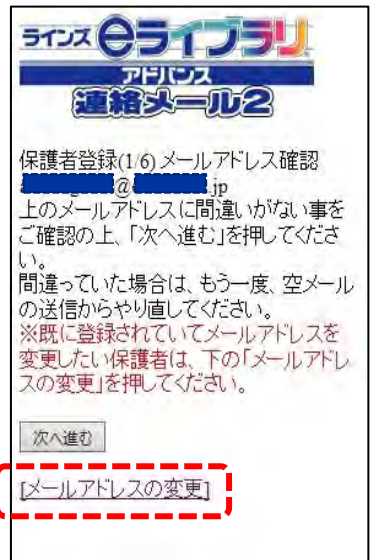 ラインズ eライブラリ
アドバンス
連絡メール2
保護者登録(1/6) メールアドレス確認
@ .jp
上のメールアドレスに間違いがない事を
ご確認の上、「次へ進む」を押してくださ
い。
間違っていた場合は、もう一度、空メール
の送信からやり直してください。
※既に登録されていてメールアドレスを
変更したい保護者は、下の「メールアドレ
スの変更」を押してください。
次へ進む
[メールアドレスの変更]